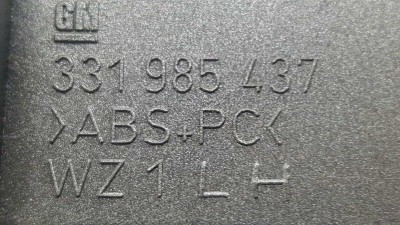 GM
331 985 437
>ABS+PC<
WZ 1 L H